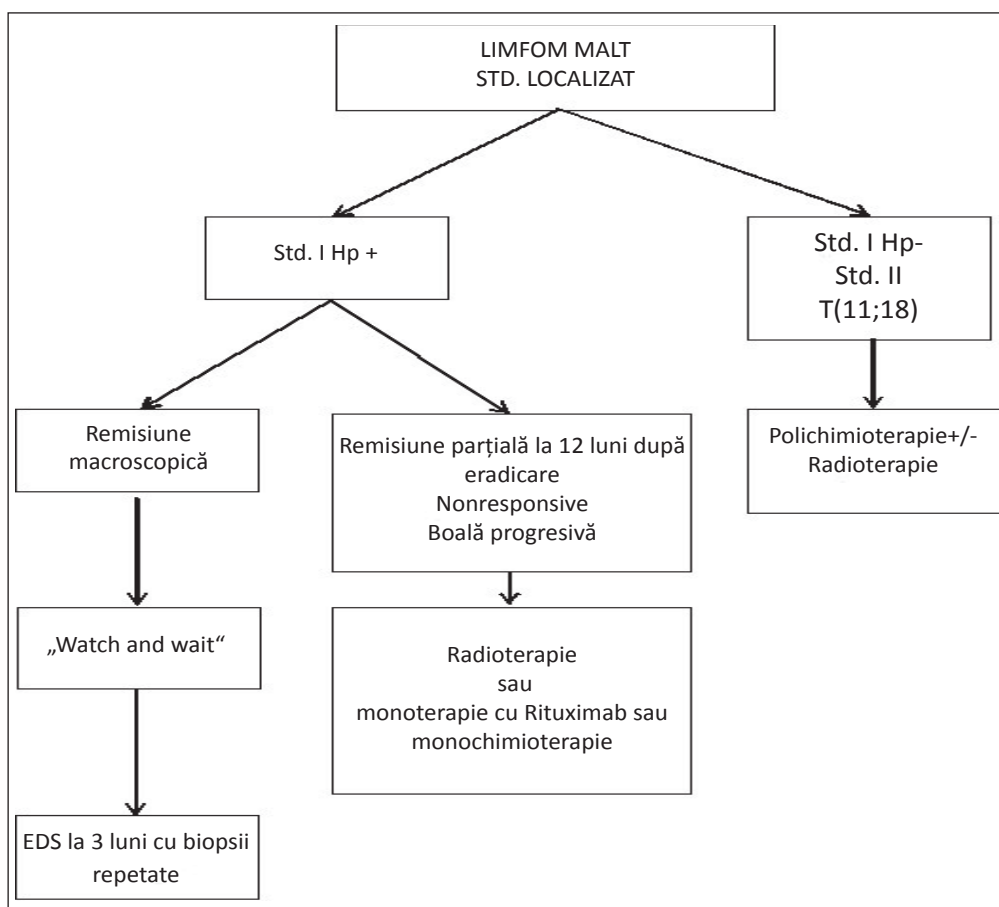 LIMFOM MALT
STD. LOCALIZAT
Std. I Hp +
Std. I Hp-
Std. II
T(11;18)
Remisiune
macroscopică
Remisiune parțială la 12 luni după
eradicare
Nonresponsive
Boală progresivă
Polichimioterapie+/-
Radioterapie
„Watch and wait“
Radioterapie
sau
monoterapie cu Rituximab sau
monochimioterapie
EDS la 3 luni cu biopsii
repetate